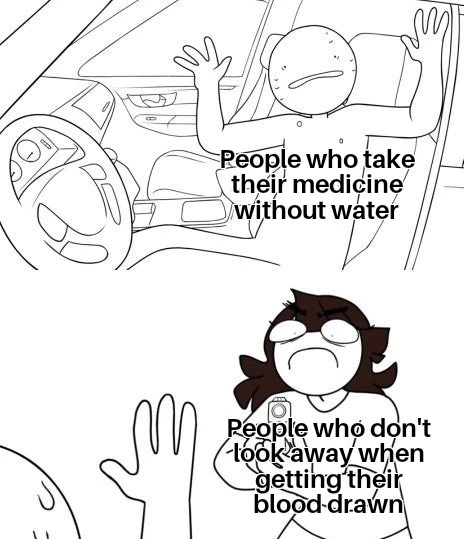 People who take
their medicine
without water
People who don't
look away when
getting their
blood drawn